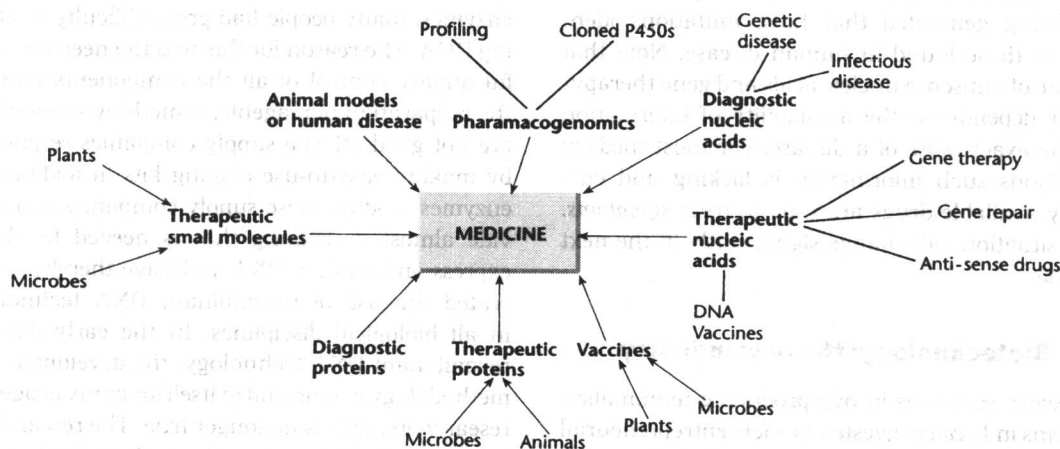 Profiling
Cloned P450s
Genetic
disease
Infectious
disease
Animal models
or human disease
Pharamacogenomics
Diagnostic
nucleic
acids
Plants
Gene therapy
Therapeutic
small molecules
MEDICINE
Therapeutic
nucleic
acids
Gene repair
Anti-sense drugs
Microbes
DNA
Vaccines
Diagnostic
proteins
Therapeutic
proteins
Vaccines
Microbes
Plants
Microbes
Animals